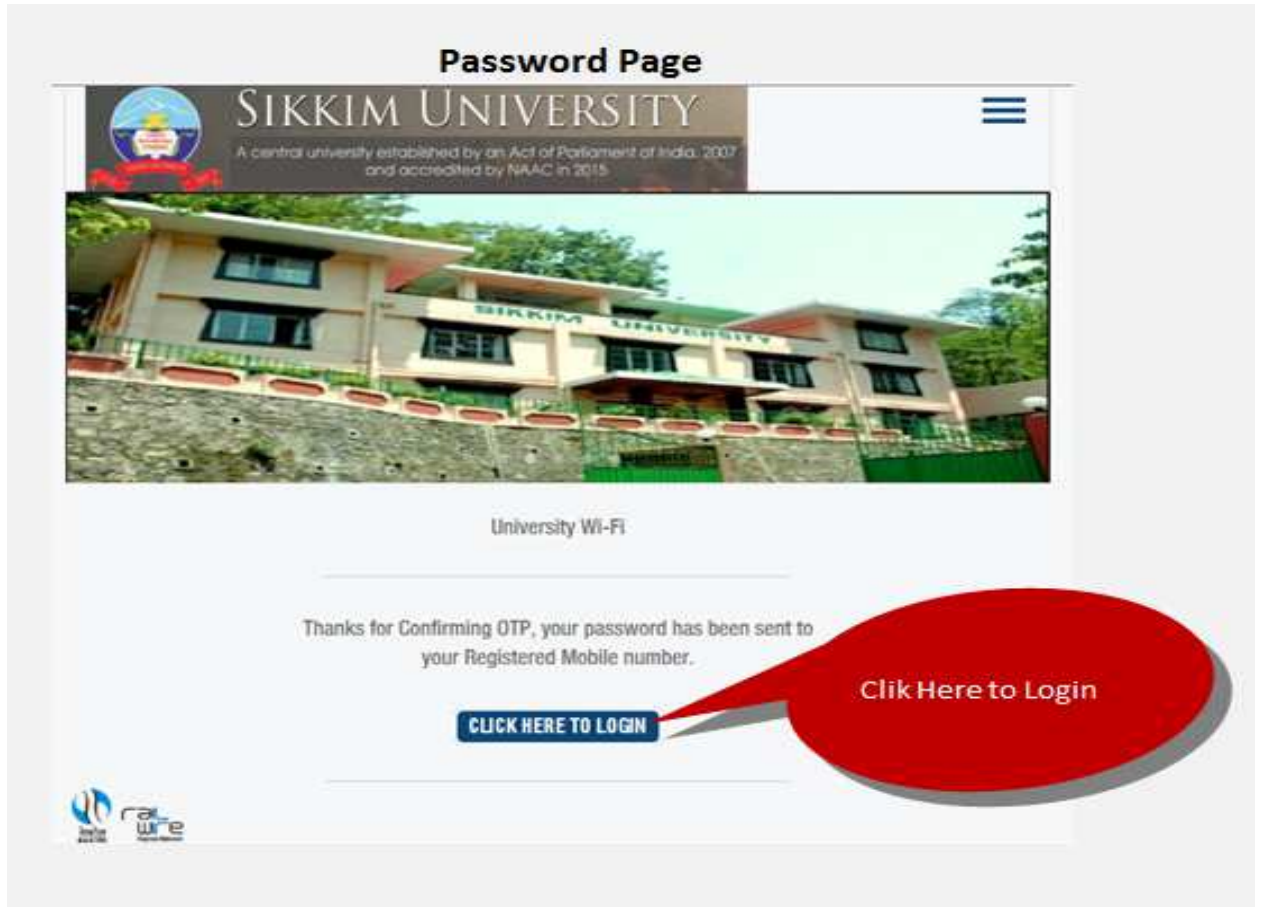 Password Page
SIKKIM UNIVERSITY
A central university established by an Act of Parliament of India, 2007
and accredited by NAAC in 2015
SIKKIM UNIVERSITY
University Wi-Fi
Thanks for Confirming OTP, your password has been sent to
your Registered Mobile number.
Clik Here to Login
CLICK HERE TO LOGIN
rail
wire